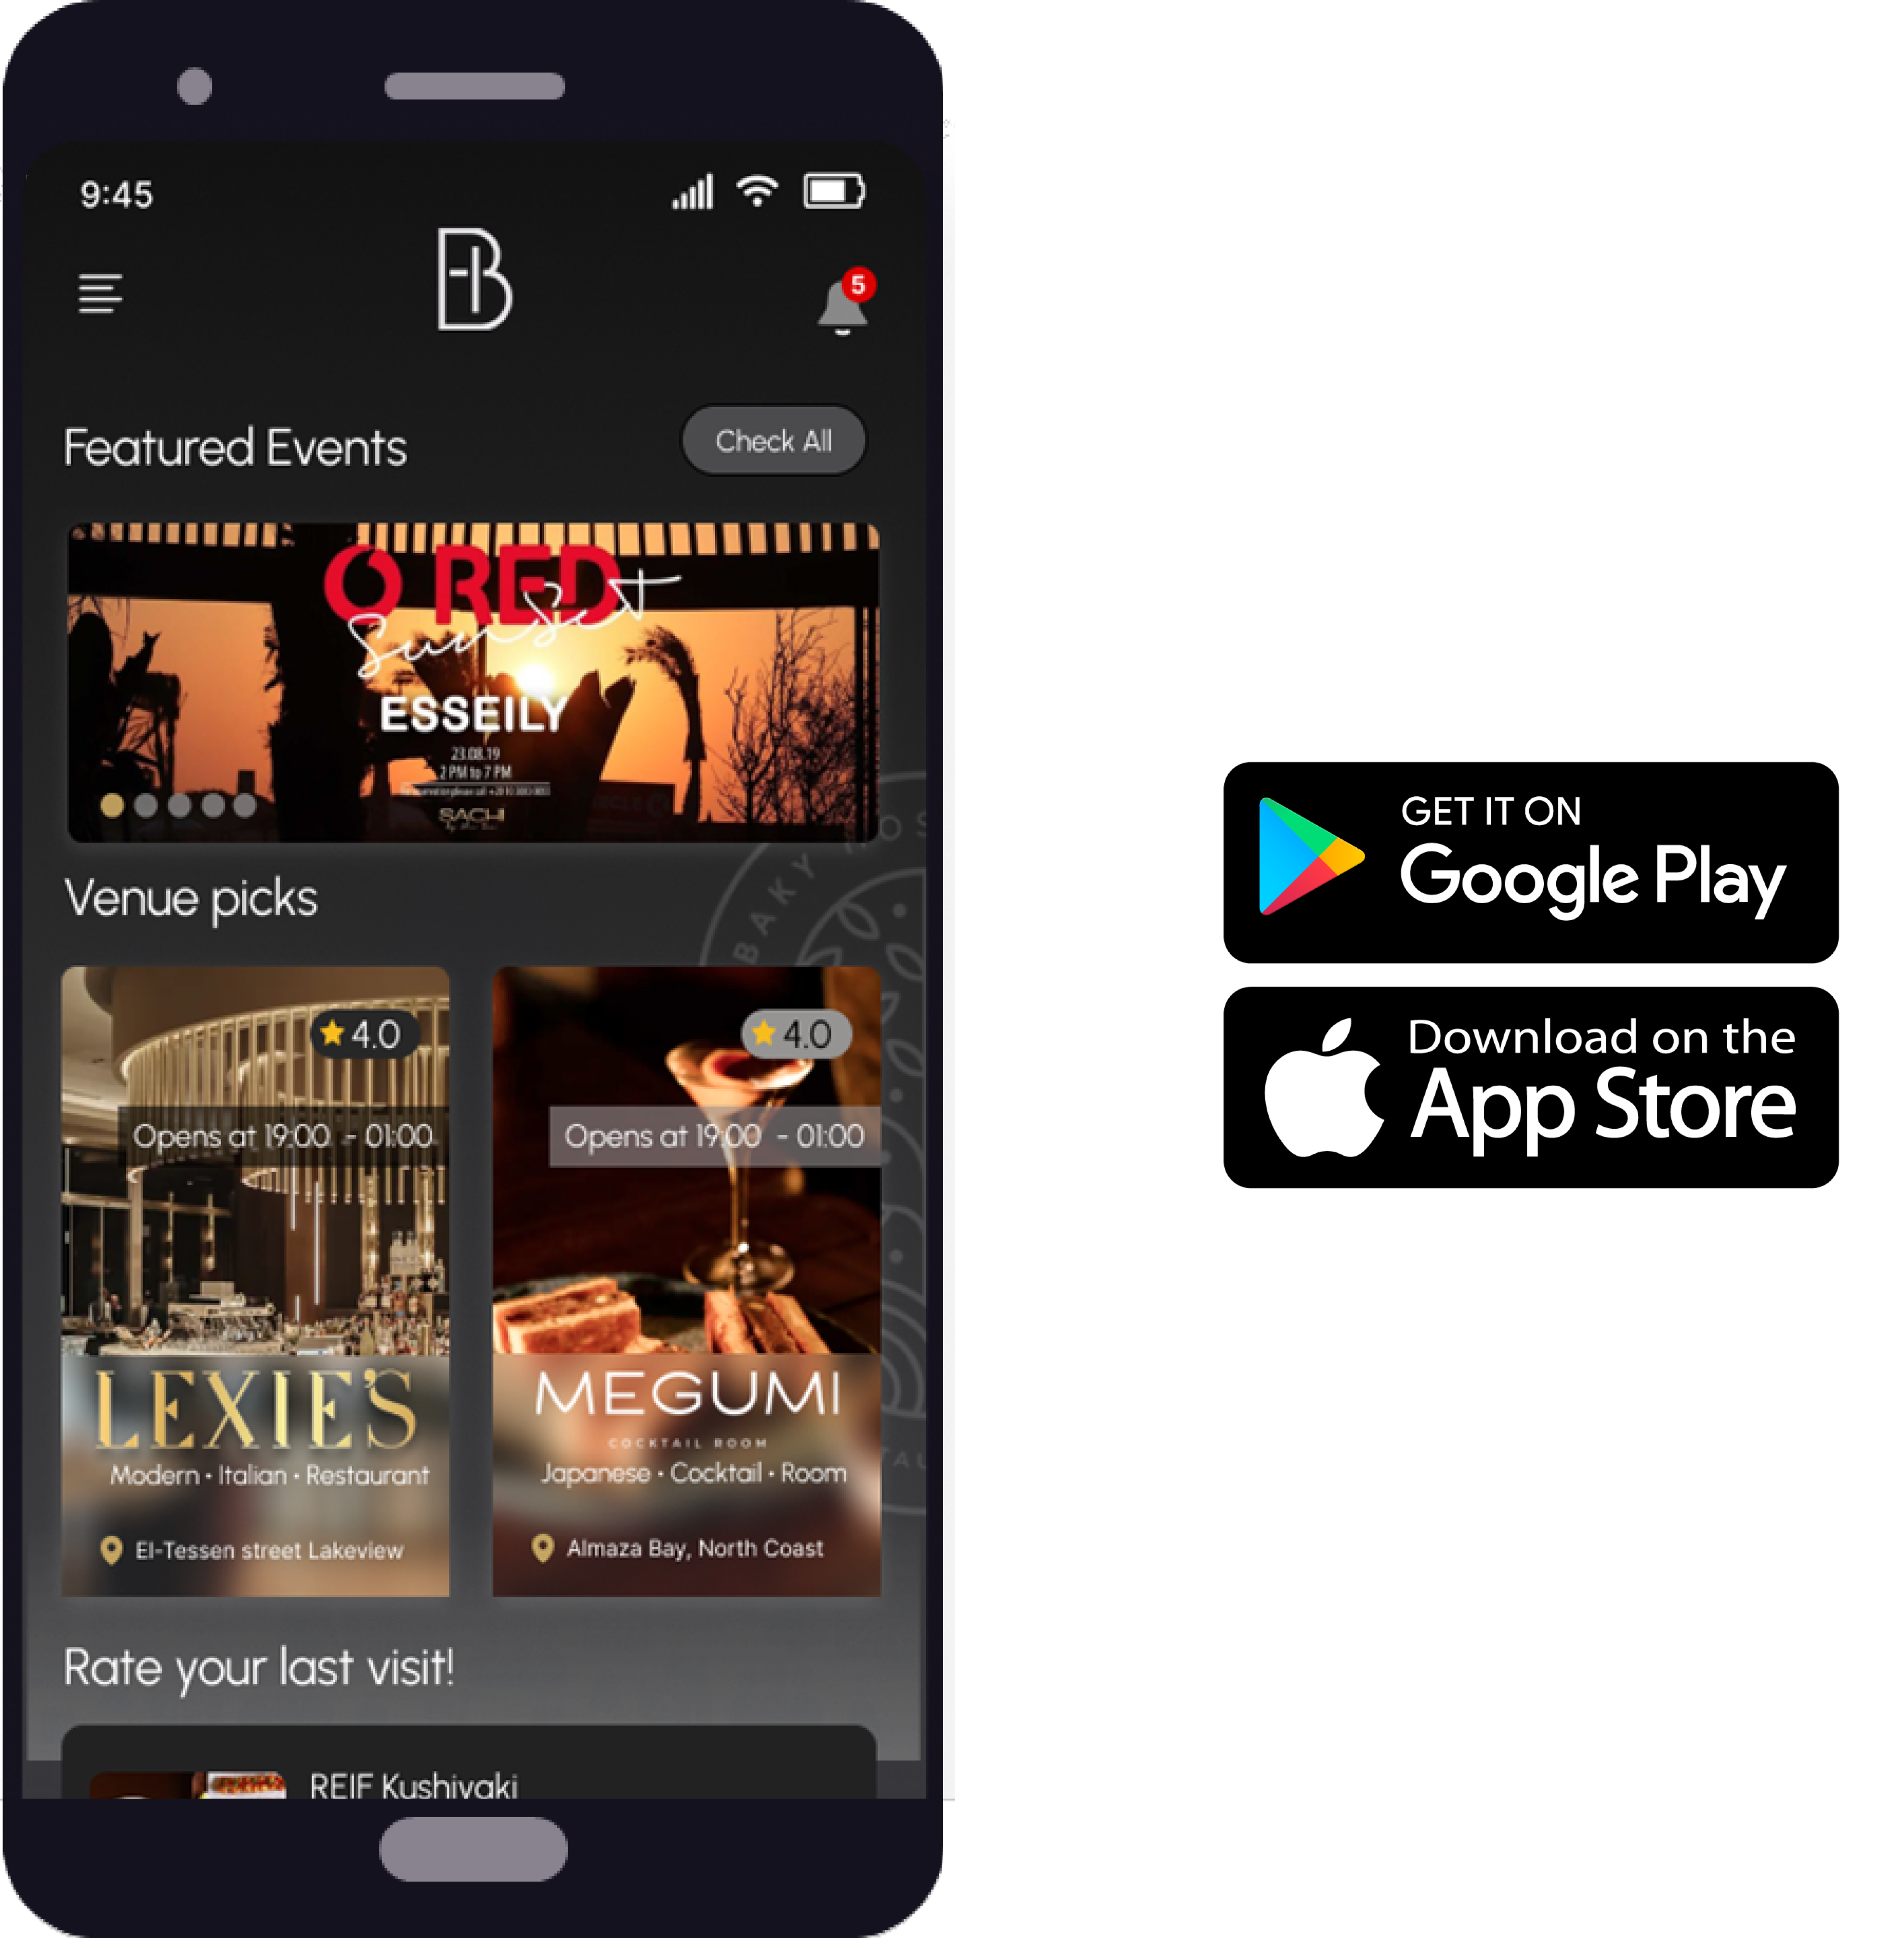 9:45
5
Featured Events
Check All
RED
Sunset
ESSEILY
23.08.19
2 PM to 7 PM
SACHI
Venue picks
BAKY HOS
4.0
Opens at 19:00 - 01:00
LEXIE'S
Modern • Italian • Restaurant
El-Tessen street Lakeview
4.0
Opens at 19:00 - 01:00
MEGUMI
COCKTAIL ROOM
Japanese • Cocktail • Room
Almaza Bay, North Coast
TAU
Rate your last visit!
REIF Kushiyaki
GET IT ON
Google Play
Download on the
App Store